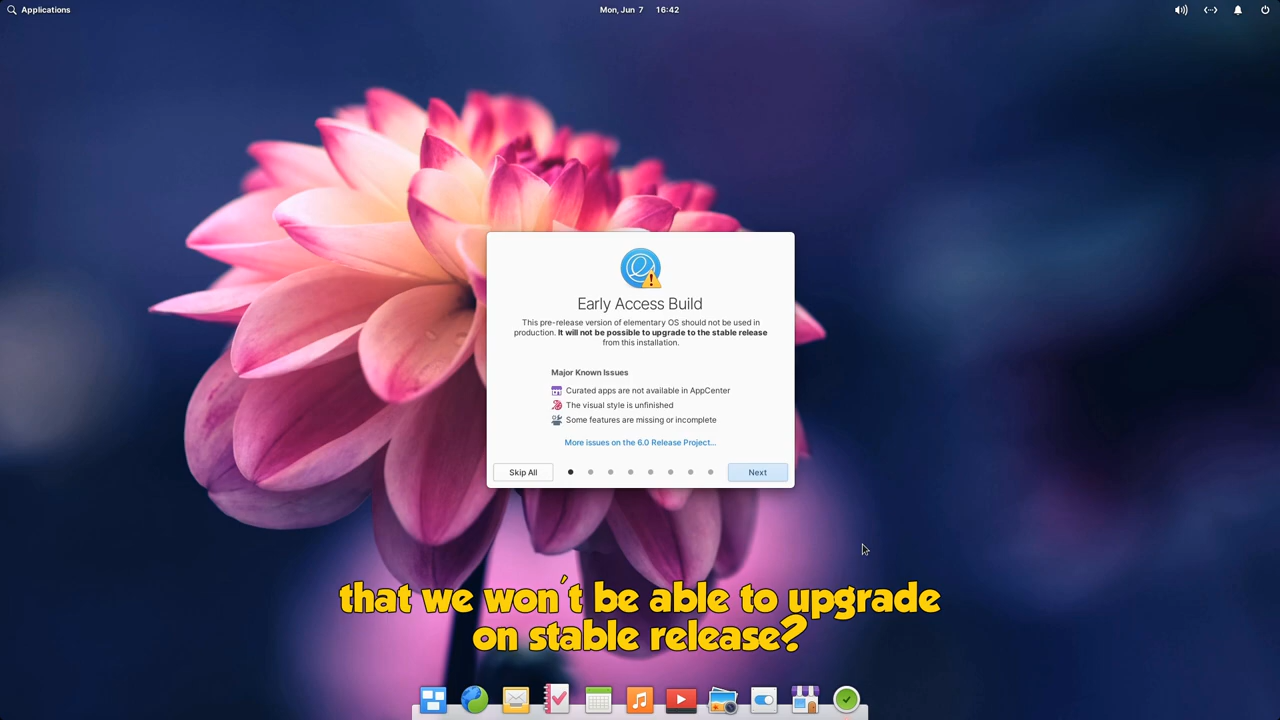 Applications
Mon, Jun 7 16:42
Early Access Build
This pre-release version of elementary OS should not be used in
production. It will not be possible to upgrade to the stable release
from this installation.
Major Known Issues
Curated apps are not available in AppCenter
The visual style is unfinished
Some features are missing or incomplete
More issues on the 6.0 Release Project...
Skip All
Next
that we won't be able to upgrade
on stable release?